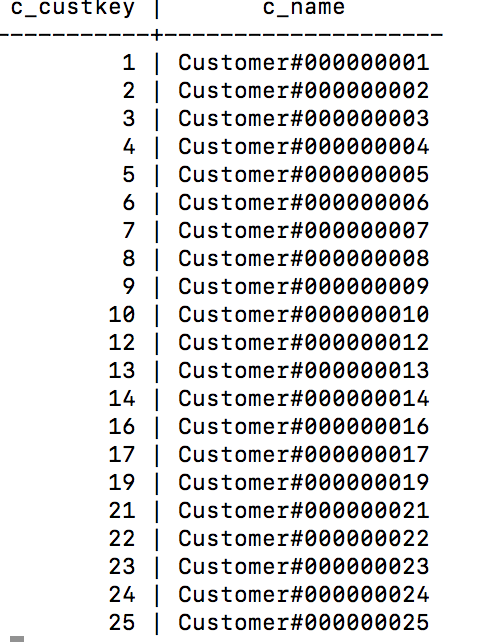 c_custkey | c_name
-----------+--------------------
1 | Customer#000000001
2 | Customer#000000002
3 | Customer#000000003
4 | Customer#000000004
5 | Customer#000000005
6 | Customer#000000006
7 | Customer#000000007
8 | Customer#000000008
9 | Customer#000000009
10 | Customer#000000010
12 | Customer#000000012
13 | Customer#000000013
14 | Customer#000000014
16 | Customer#000000016
17 | Customer#000000017
19 | Customer#000000019
21 | Customer#000000021
22 | Customer#000000022
23 | Customer#000000023
24 | Customer#000000024
25 | Customer#000000025